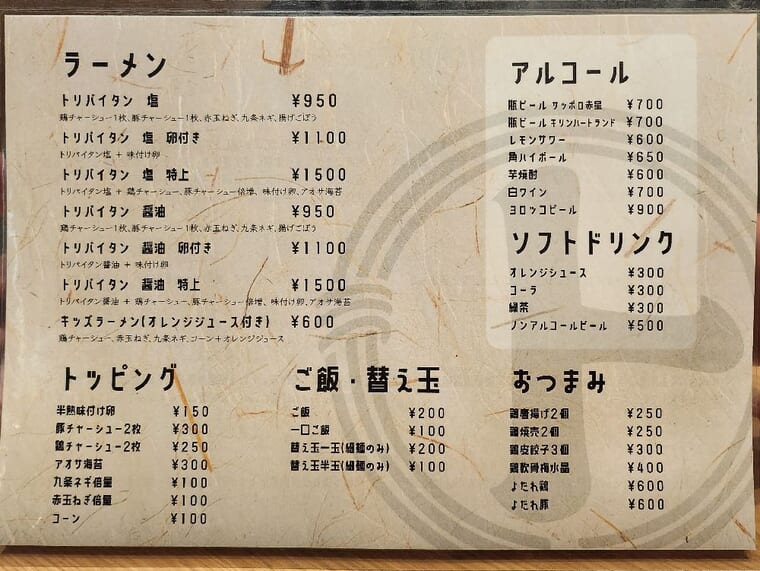 ラーメン
トリパイタン 塩 ¥950
鶏チャーシュー1枚、豚チャーシュー1枚、赤玉ねぎ、九条ネギ、揚げごぼう
トリパイタン 塩 卵付き ¥1100
トリパイタン塩 + 味付け卵
トリパイタン 塩 特上 ¥1500
トリパイタン塩 + 鶏チャーシュー、豚チャーシュー倍増、味付け卵、アオサ海苔
トリパイタン 醤油 ¥950
鶏チャーシュー1枚、豚チャーシュー1枚、赤玉ねぎ、九条ネギ、揚げごぼう
トリパイタン 醤油 卵付き ¥1100
トリパイタン醤油 + 味付け卵
トリパイタン 醤油 特上 ¥1500
トリパイタン醤油 + 鶏チャーシュー、豚チャーシュー倍増、味付け卵、アオサ海苔
キッズラーメン(オレンジジュース付き) ¥600
鶏チャーシュー、赤玉ねぎ、九条ネギ、コーン+オレンジジュース
アルコール
瓶ビール サッポロ赤星 ¥700
瓶ビール キリンハートランド ¥700
レモンサワー ¥600
角ハイボール ¥650
芋焼酎 ¥600
白ワイン ¥700
ヨロッコビール ¥900
ソフトドリンク
オレンジジュース ¥300
コーラ ¥300
緑茶 ¥300
ノンアルコールビール ¥500
トッピング
半熟味付け卵 ¥150
豚チャーシュー2枚 ¥300
鶏チャーシュー2枚 ¥250
アオサ海苔 ¥300
九条ネギ倍量 ¥100
赤玉ねぎ倍量 ¥100
コーン ¥100
ご飯・替え玉
ご飯 ¥200
一口ご飯 ¥100
替え玉一玉(細麺のみ) ¥200
替え玉半玉(細麺のみ) ¥100
おつまみ
鶏唐揚げ2個 ¥250
鶏焼売2個 ¥250
鶏皮餃子3個 ¥300
鶏軟骨梅水晶 ¥400
よだれ鶏 ¥600
よだれ豚 ¥600